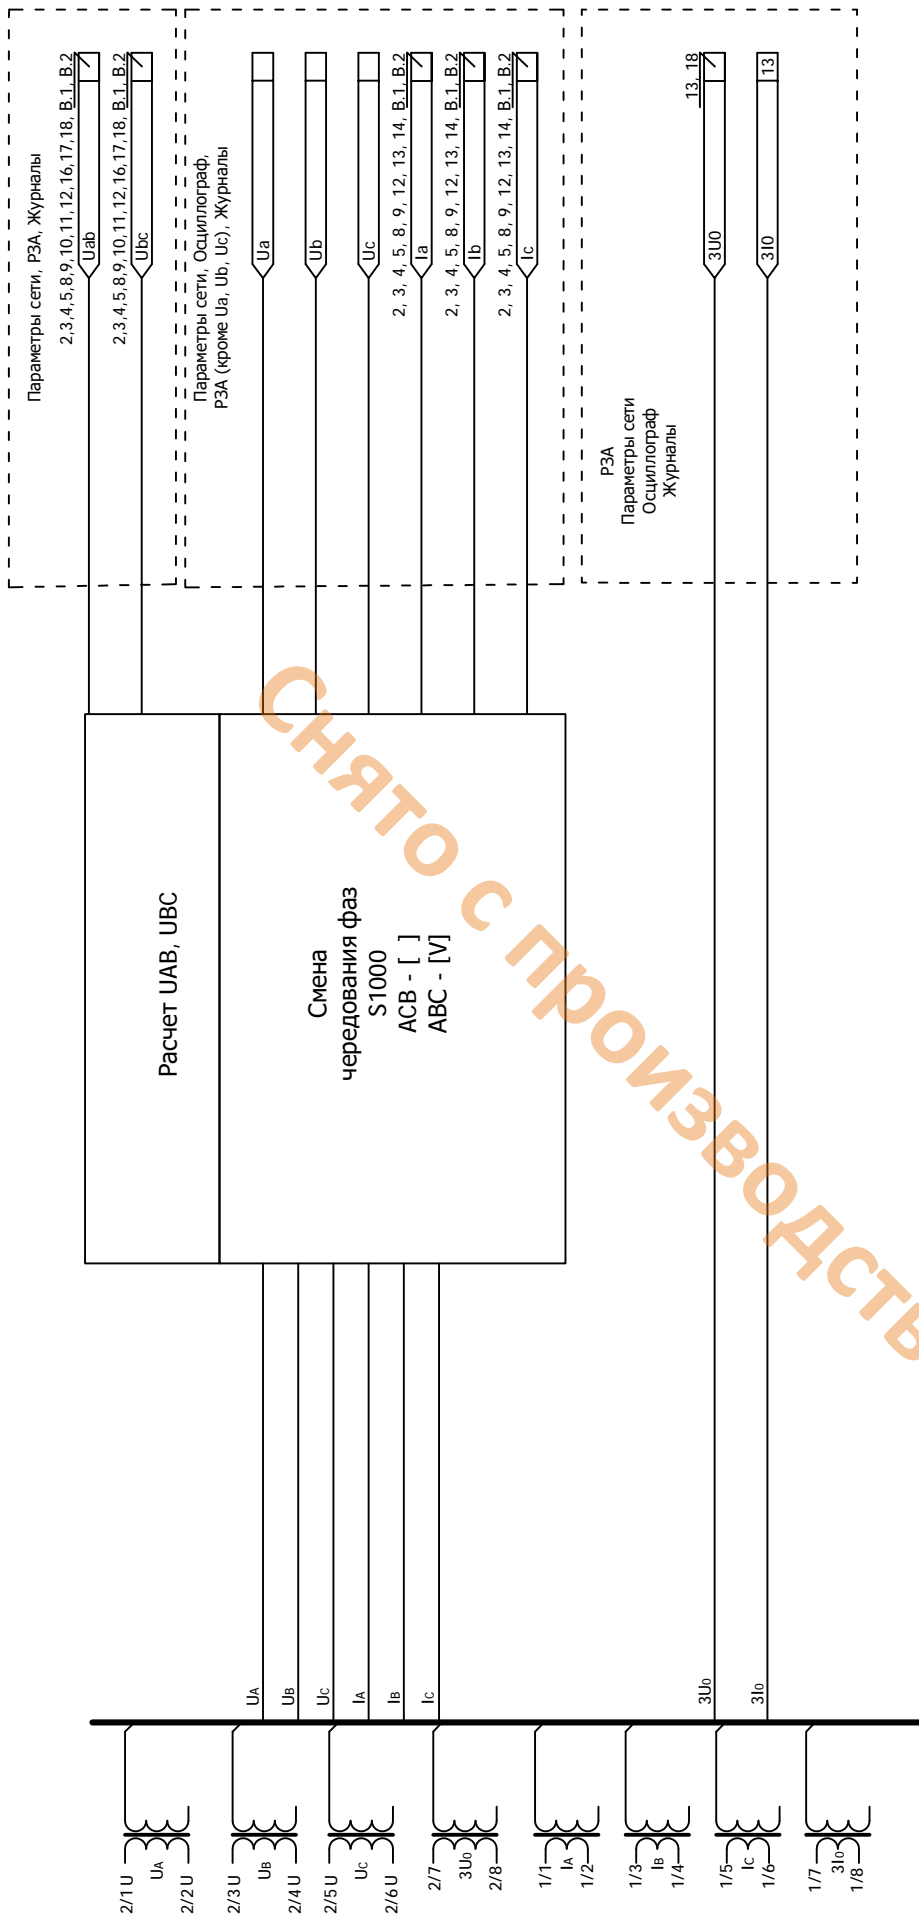 Параметры сети, РЗА, Журналы
2,3,4,5,8,9,10,11,12,16,17,18, В.1, В.2
Uab
2,3,4,5,8,9,10,11,12,16,17,18, В.1, В.2
Ubc
Параметры сети, Осциллограф,
РЗА (кроме Ua, Ub, Uc), Журналы
Ua
Ub
Uc
2, 3, 4, 5, 8, 9, 12, 13, 14, В.1, В.2
Ia
2, 3, 4, 5, 8, 9, 12, 13, 14, В.1, В.2
Ib
2, 3, 4, 5, 8, 9, 12, 13, 14, В.1, В.2
Ic
РЗА
Параметры сети
Осциллограф
Журналы
13, 18
3U0
13
3I0
Расчет UAB, UBC
Смена
чередования фаз
S1000
ACB - [ ]
ABC - [V]
UA
UB
UC
IA
IB
IC
3U0
3I0
2/1 U
UA
2/2 U
2/3 U
UB
2/4 U
2/5 U
UC
2/6 U
2/7
3U0
2/8
1/1
IA
1/2
1/3
IB
1/4
1/5
IC
1/6
1/7
3I0
1/8
Снято с производств